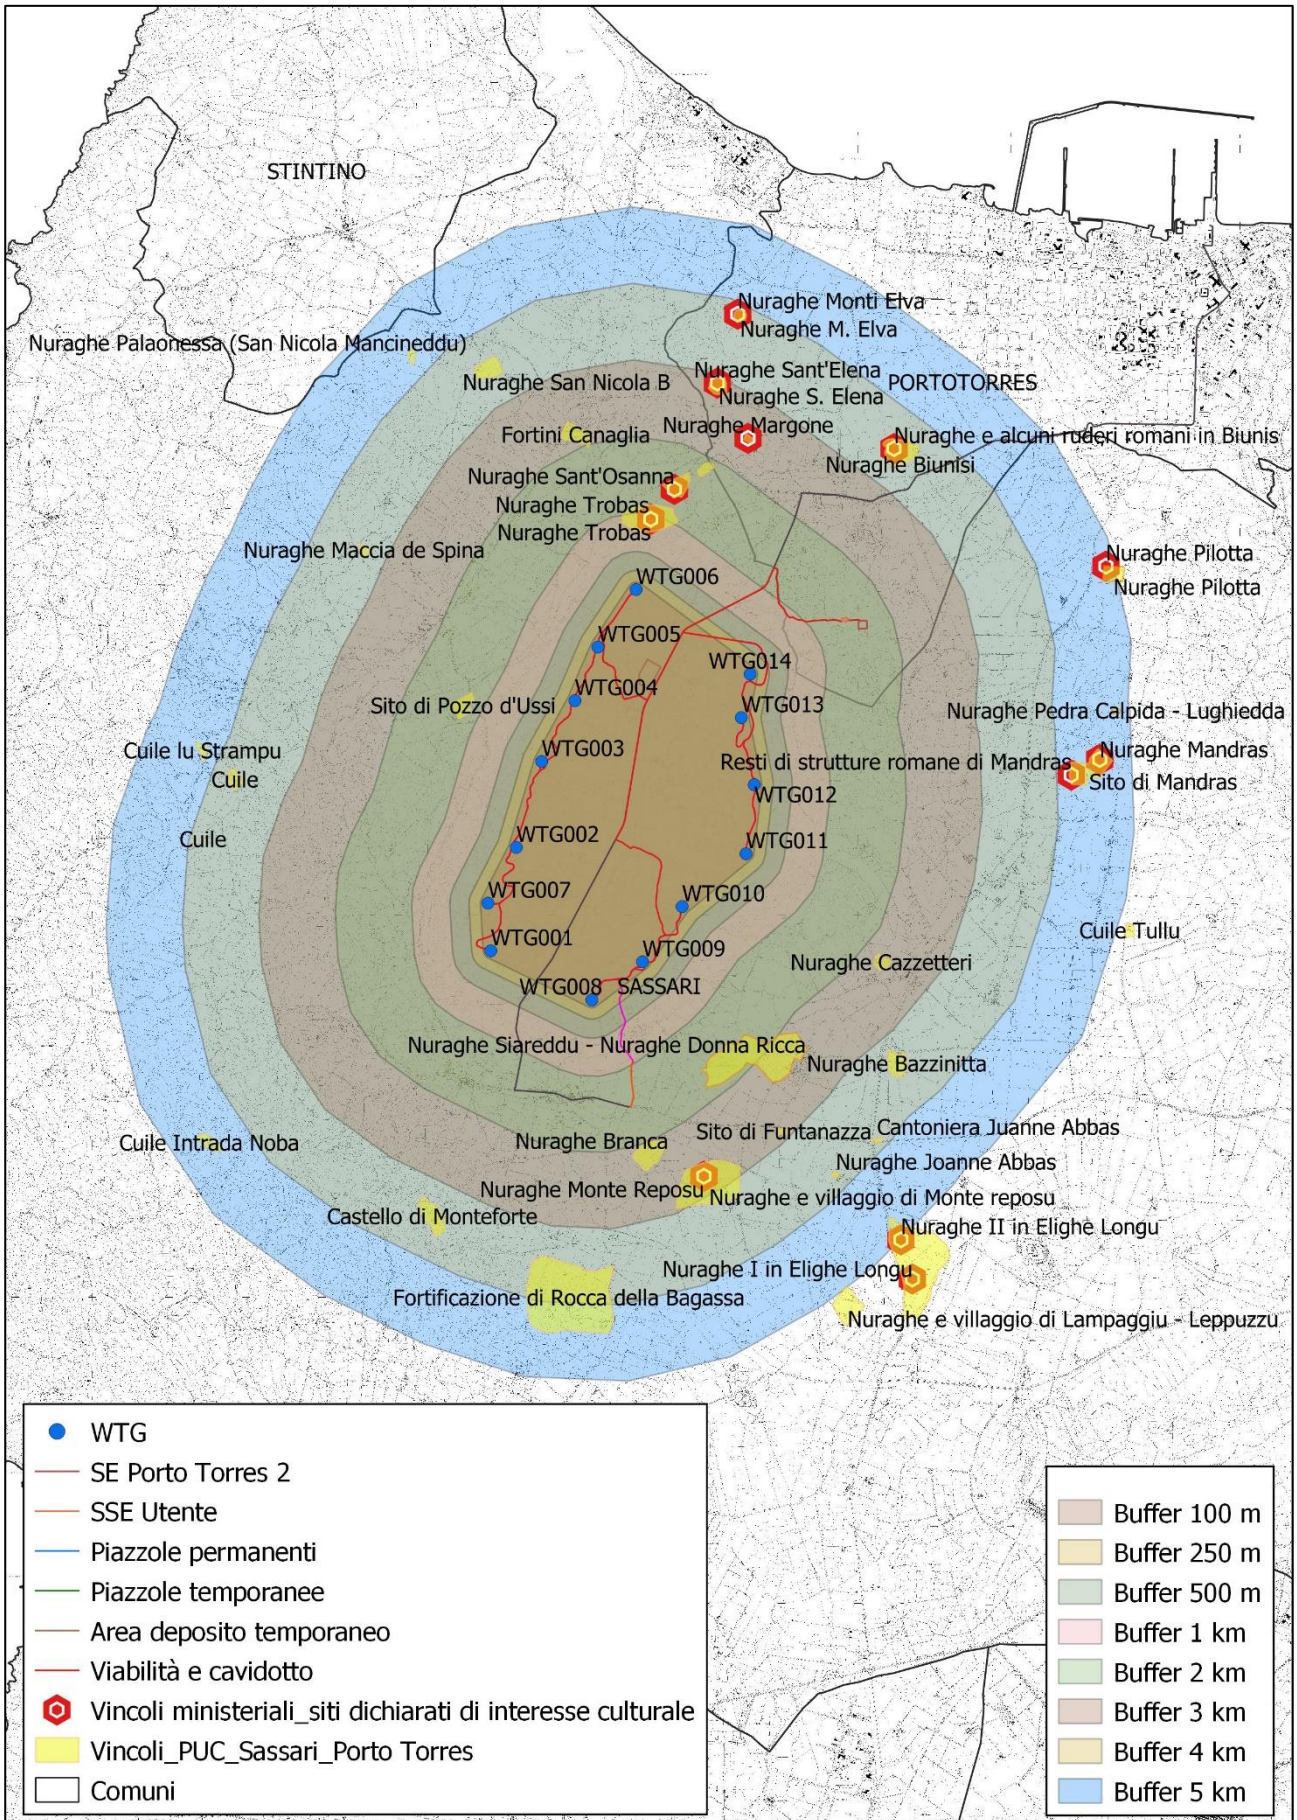 STINTINO
Nuraghe Monti Elva
Nuraghe M. Elva
Nuraghe Palaonessa (San Nicola Mancineddu)
Nuraghe Sant'Elena
Nuraghe San Nicola B
PORTOTORRES
Nuraghe S. Elena
Nuraghe Margone
Fortini Canaglia
Nuraghe e alcuni ruderi romani in Biunis
Nuraghe Biunisi
Nuraghe Sant'Osanna
Nuraghe Trobas
Nuraghe Trobas
Nuraghe Maccia de Spina
Nuraghe Pilotta
Nuraghe Pilotta
WTG006
WTG005
WTG014
WTG004
WTG013
Sito di Pozzo d'Ussi
Nuraghe Pedra Calpida - Lughiedda
Cuile lu Strampu
WTG003
Nuraghe Mandras
Resti di strutture romane di Mandras
Cuile
Sito di Mandras
WTG012
WTG002
Cuile
WTG011
WTG007
WTG010
WTG001
Cuile Tullu
WTG009
Nuraghe Cazzetteri
WTG008
SASSARI
Nuraghe Siareddu - Nuraghe Donna Ricca
Nuraghe Bazzinitta
Cuile Intrada Noba
Nuraghe Branca
Sito di Funtanazza
Cantoniera Juanne Abbas
Nuraghe Joanne Abbas
Nuraghe Monte Reposu
Nuraghe e villaggio di Monte reposu
Castello di Monteforte
Nuraghe II in Elighe Longu
Nuraghe I in Elighe Longu
Fortificazione di Rocca della Bagassa
Nuraghe e villaggio di Lampaggiu - Leppuzzu
WTG
SE Porto Torres 2
SSE Utente
Piazzole permanenti
Piazzole temporanee
Area deposito temporaneo
Viabilità e cavidotto
Vincoli ministeriali_siti dichiarati di interesse culturale
Vincoli_PUC_Sassari_Porto Torres
Comuni
Buffer 100 m
Buffer 250 m
Buffer 500 m
Buffer 1 km
Buffer 2 km
Buffer 3 km
Buffer 4 km
Buffer 5 km